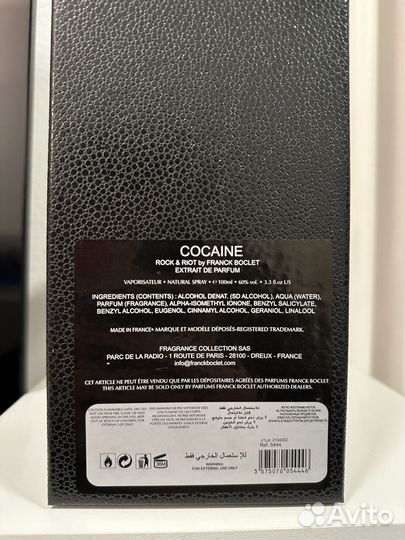 COCAINE
ROCK & RIOT by FRANCK BOCLET
EXTRAIT DE PARFUM
VAPORISATEUR • NATURAL SPRAY • e 100ml • 60% vol. • 3.3 fl.oz US
INGREDIENTS (CONTENTS) : ALCOHOL DENAT. (SD ALCOHOL), AQUA (WATER),
PARFUM (FRAGRANCE), ALPHA-ISOMETHYL IONONE, BENZYL SALICYLATE,
BENZYL ALCOHOL, EUGENOL, CINNAMYL ALCOHOL, GERANIOL, LINALOOL
MADE IN FRANCE• MARQUE ET MODÈLE DÉPOSÉS-REGISTERED TRADEMARK.
FRAGRANCE COLLECTION SAS
PARC DE LA RADIO - 1 ROUTE DE PARIS - 28100 - DREUX - FRANCE
info@franckboclet.com
CET ARTICLE NE PEUT ÊTRE VENDU QUE PAR LES DÉPOSITAIRES AGRÉÉS DES PARFUMS FRANCK BOCLET
THIS ARTICLE MAY BE SOLD ONLY BY PARFUMS FRANCK BOCLET AUTHORIZED DEALERS.
36M
للإستعمال الخارجي فقط
WARNING:
FOR EXTERNAL USE ONLY
Ref. 5444
3 575070 054446
Avito